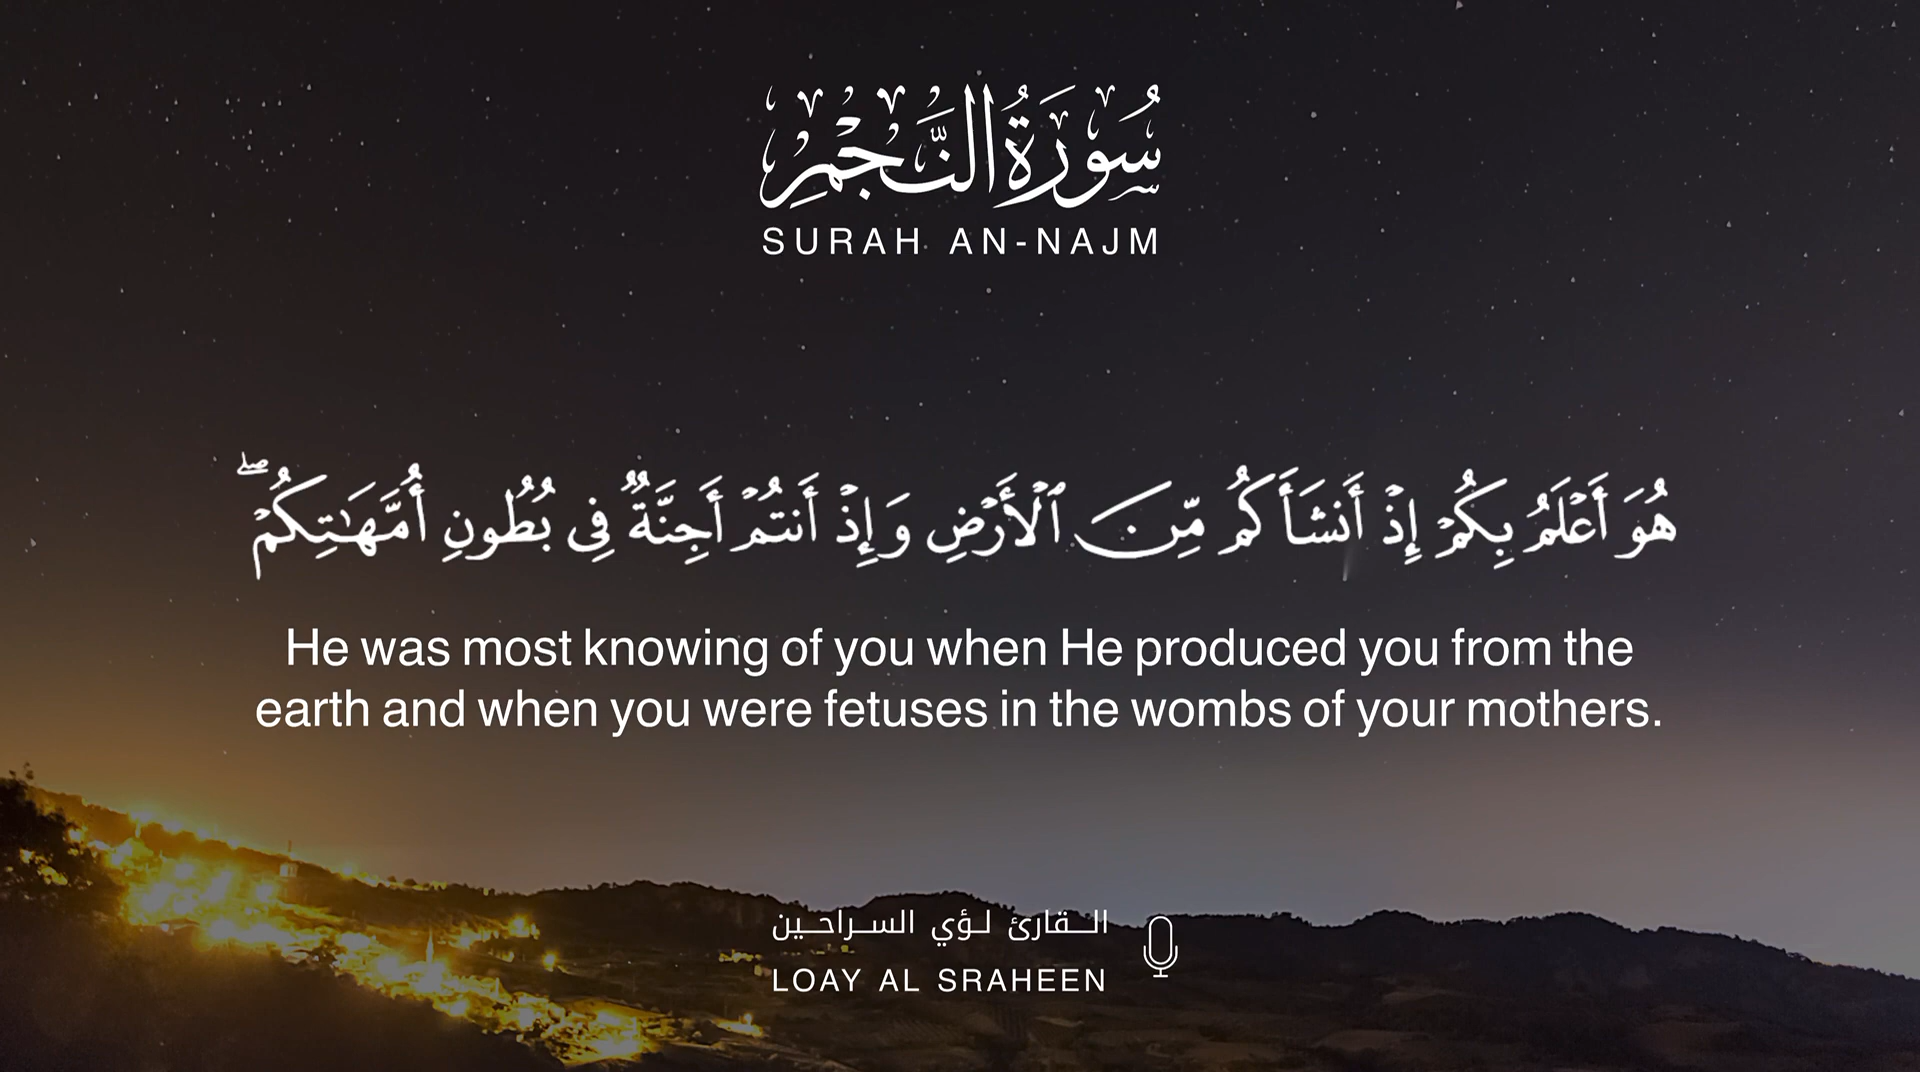 سُورَةُ النَّجْمِ
SURAH AN-NAJM
هُوَ أَعْلَمُ بِكُمْ إِذْ أَنشَأَكُم مِّنَ ٱلْأَرْضِ وَإِذْ أَنتُمْ أَجِنَّةٌ فِى بُطُونِ أُمَّهَـٰتِكُمْ ۖ
He was most knowing of you when He produced you from the
earth and when you were fetuses in the wombs of your mothers.
الـقارئ لـؤي السـراحـين
LOAY AL SRAHEEN